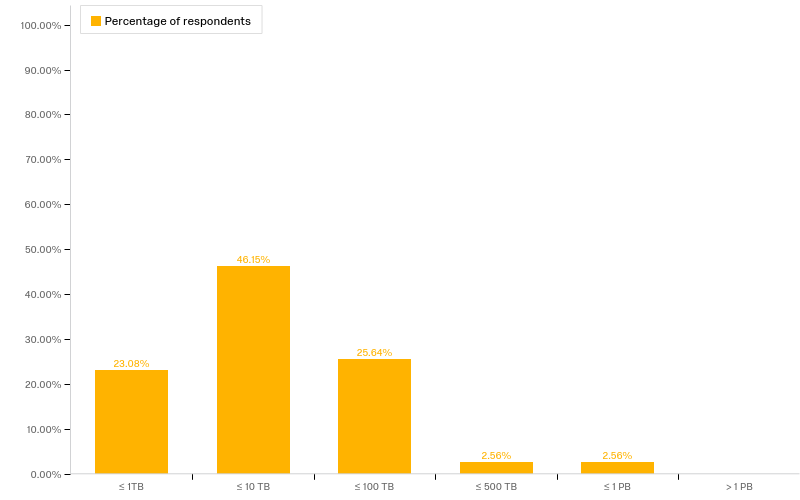 Percentage of respondents
100.00%
90.00%
80.00%
70.00%
60.00%
50.00%
40.00%
30.00%
20.00%
10.00%
0.00%
23.08%
46.15%
25.64%
2.56%
2.56%
≤ 1TB
≤ 10 TB
≤ 100 TB
≤ 500 TB
≤ 1 PB
> 1 PB